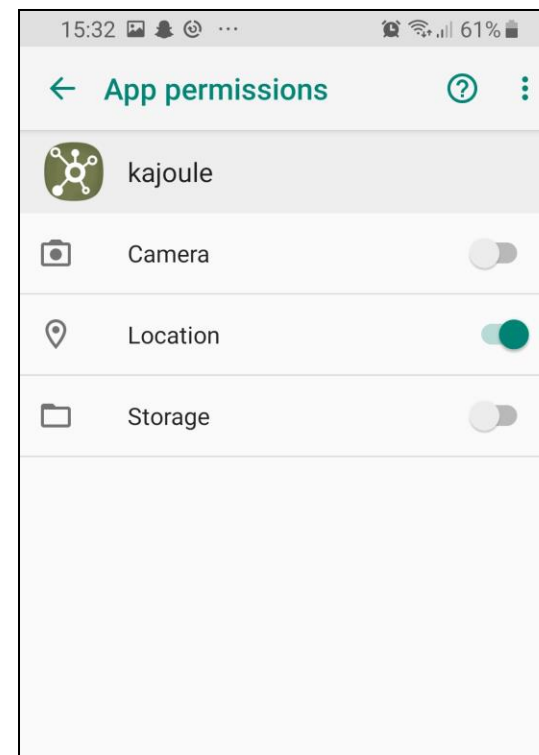 15:32 61%
App permissions
kajoule
Camera
Location
Storage